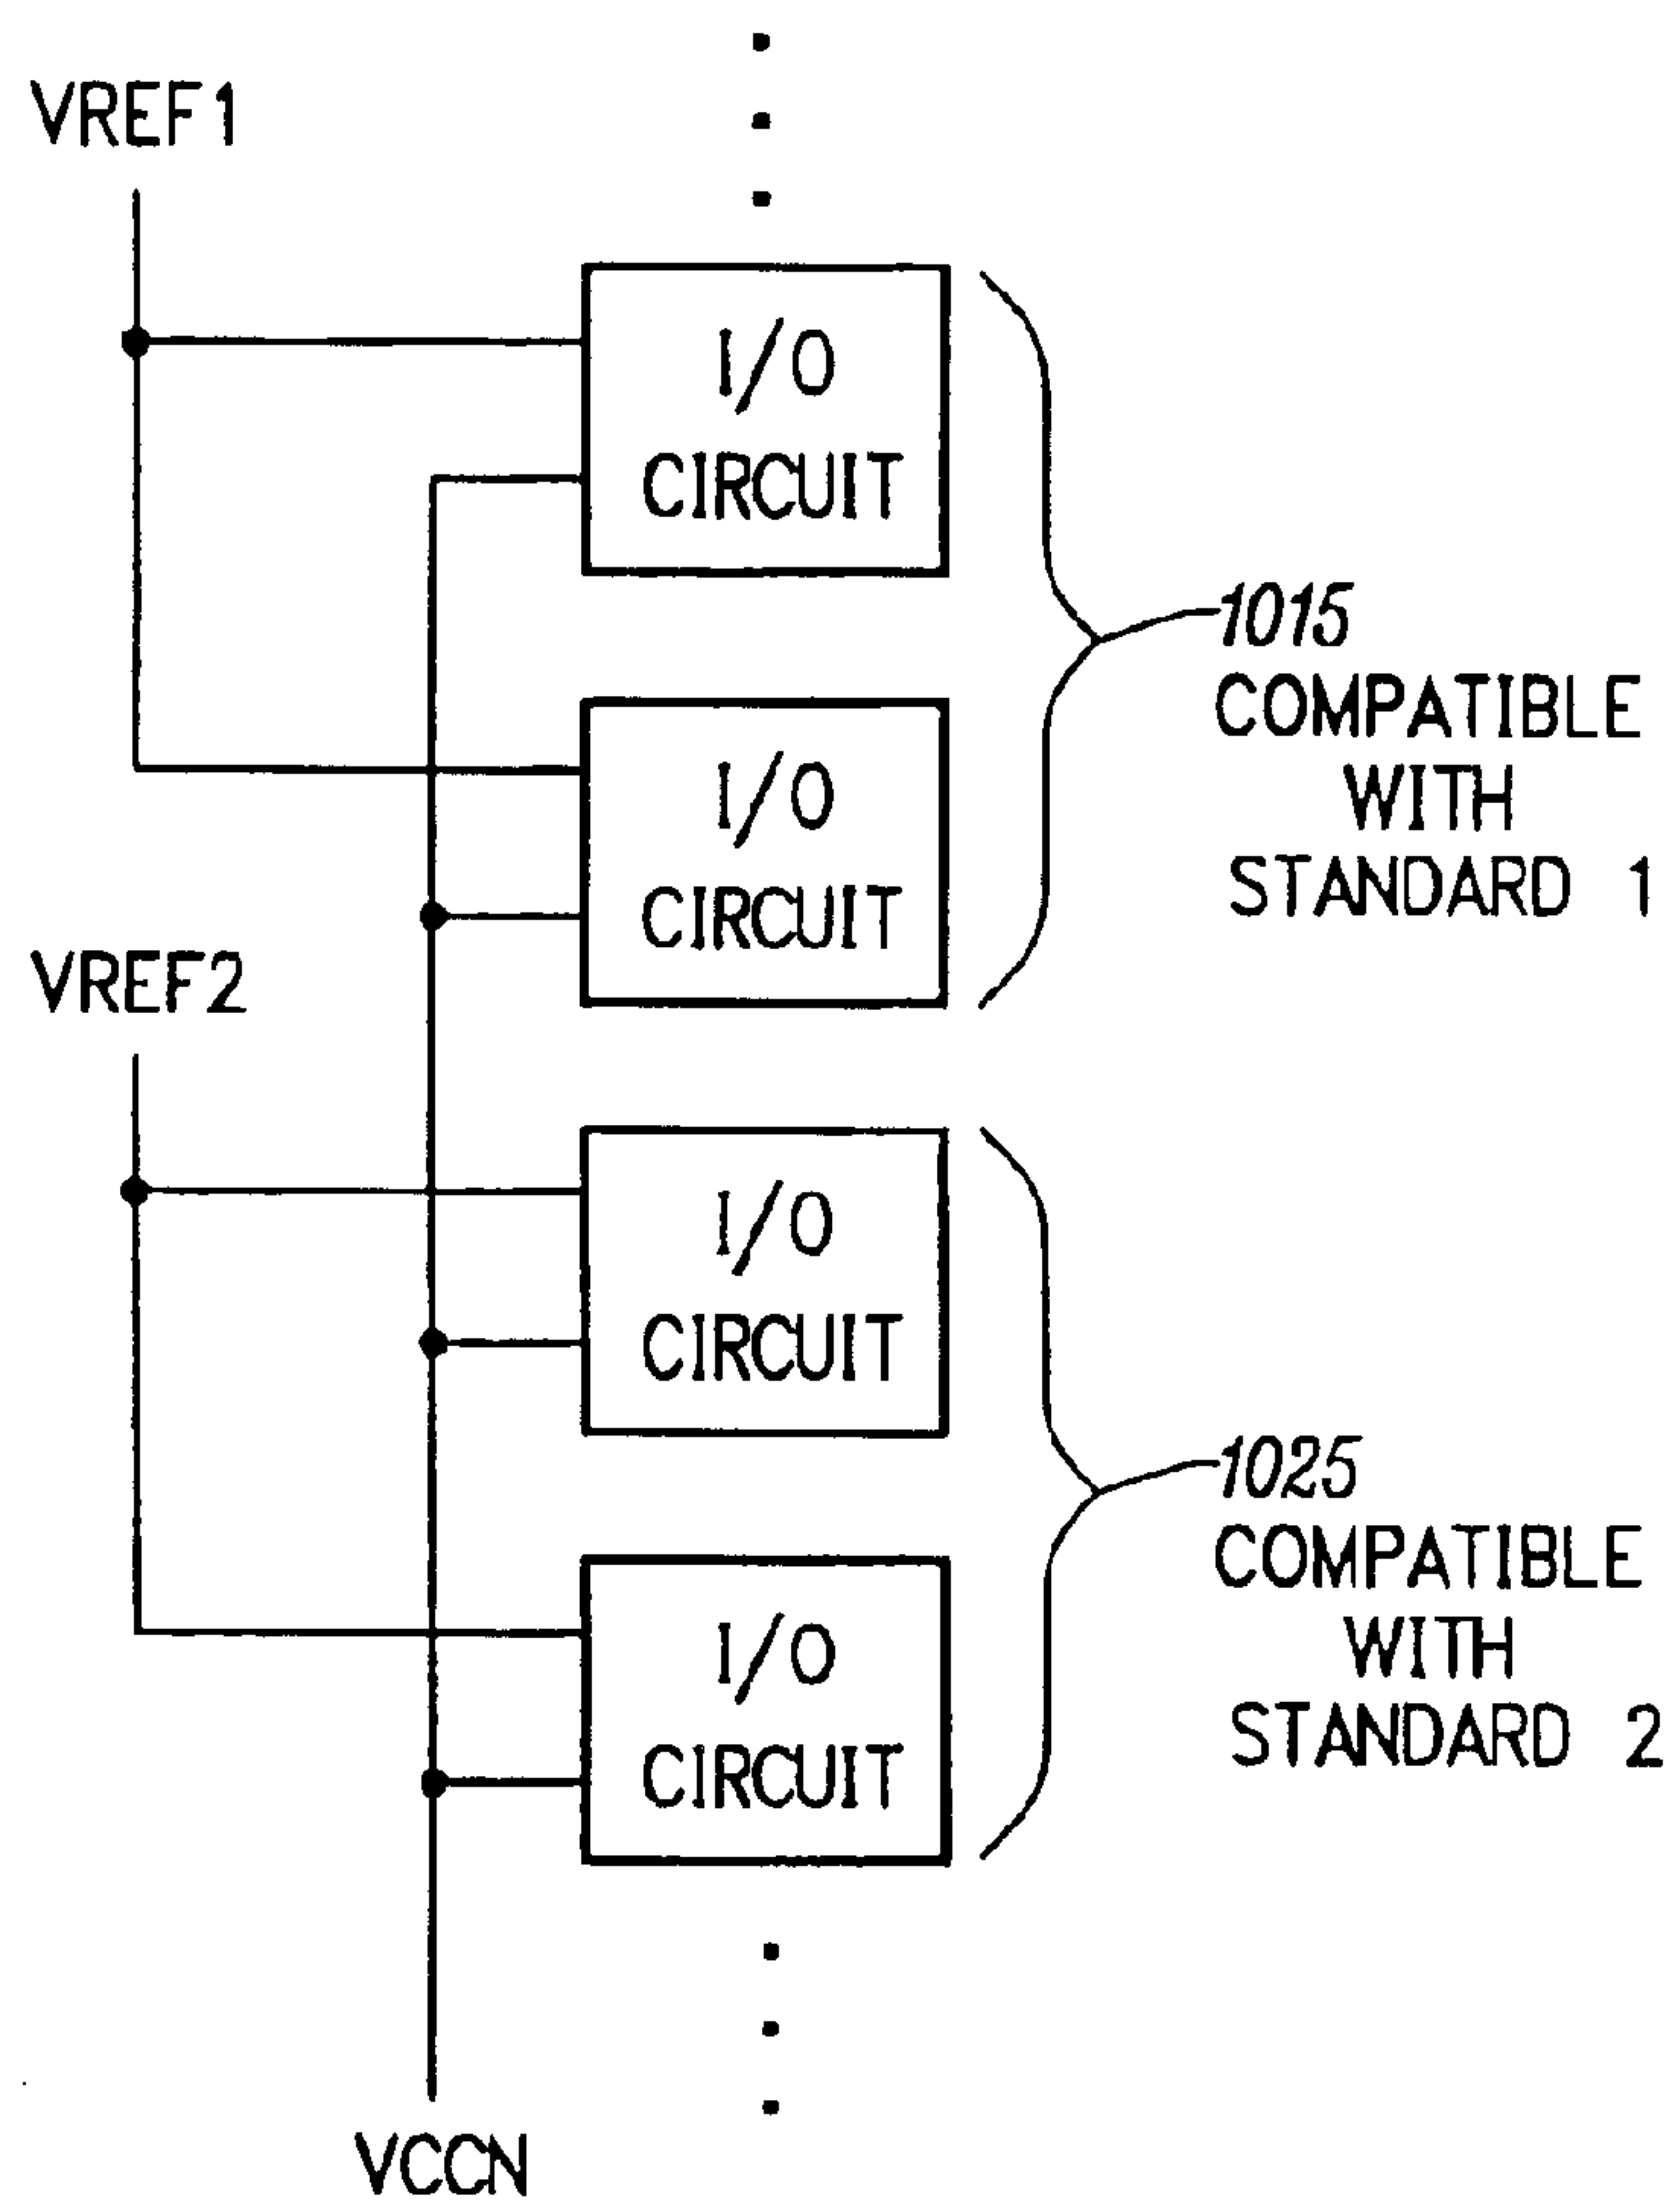 VREF1
I/O
CIRCUIT
1015
COMPATIBLE
WITH
STANDARD 1
I/O
CIRCUIT
VREF2
I/O
CIRCUIT
1025
COMPATIBLE
WITH
STANDARD 2
I/O
CIRCUIT
VCCN